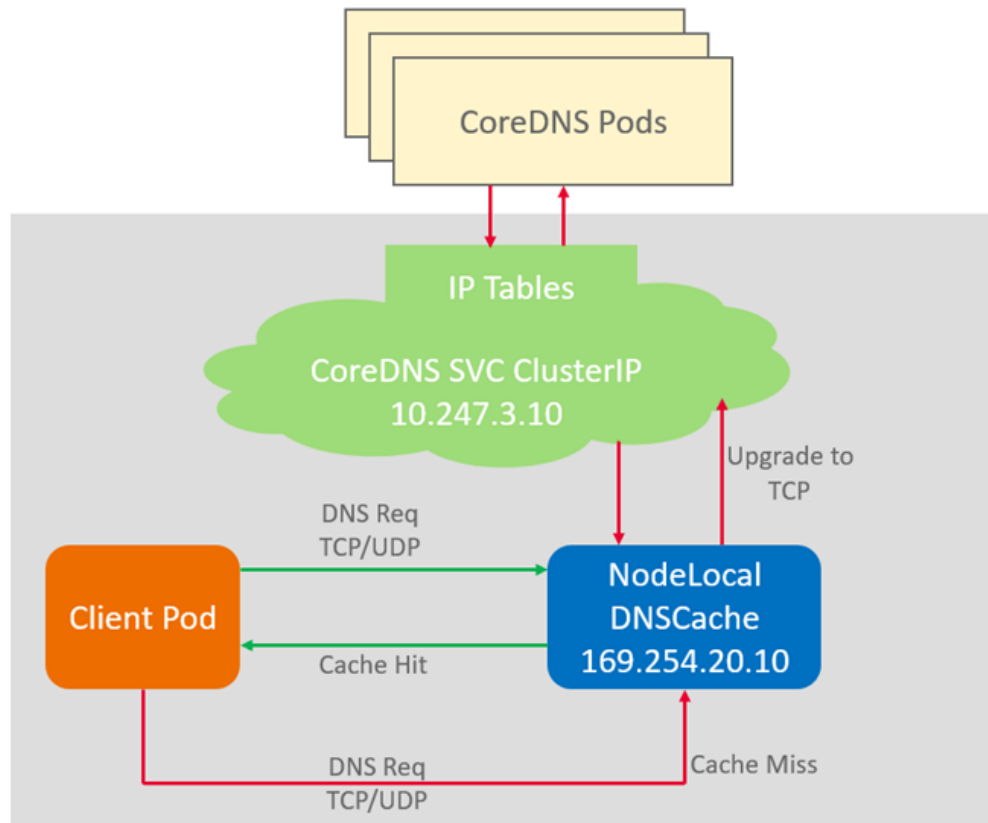 CoreDNS Pods
IP Tables
CoreDNS SVC ClusterIP
10.247.3.10
Upgrade to
TCP
DNS Req
TCP/UDP
Client Pod
NodeLocal
DNSCache
169.254.20.10
Cache Hit
DNS Req
TCP/UDP
Cache Miss